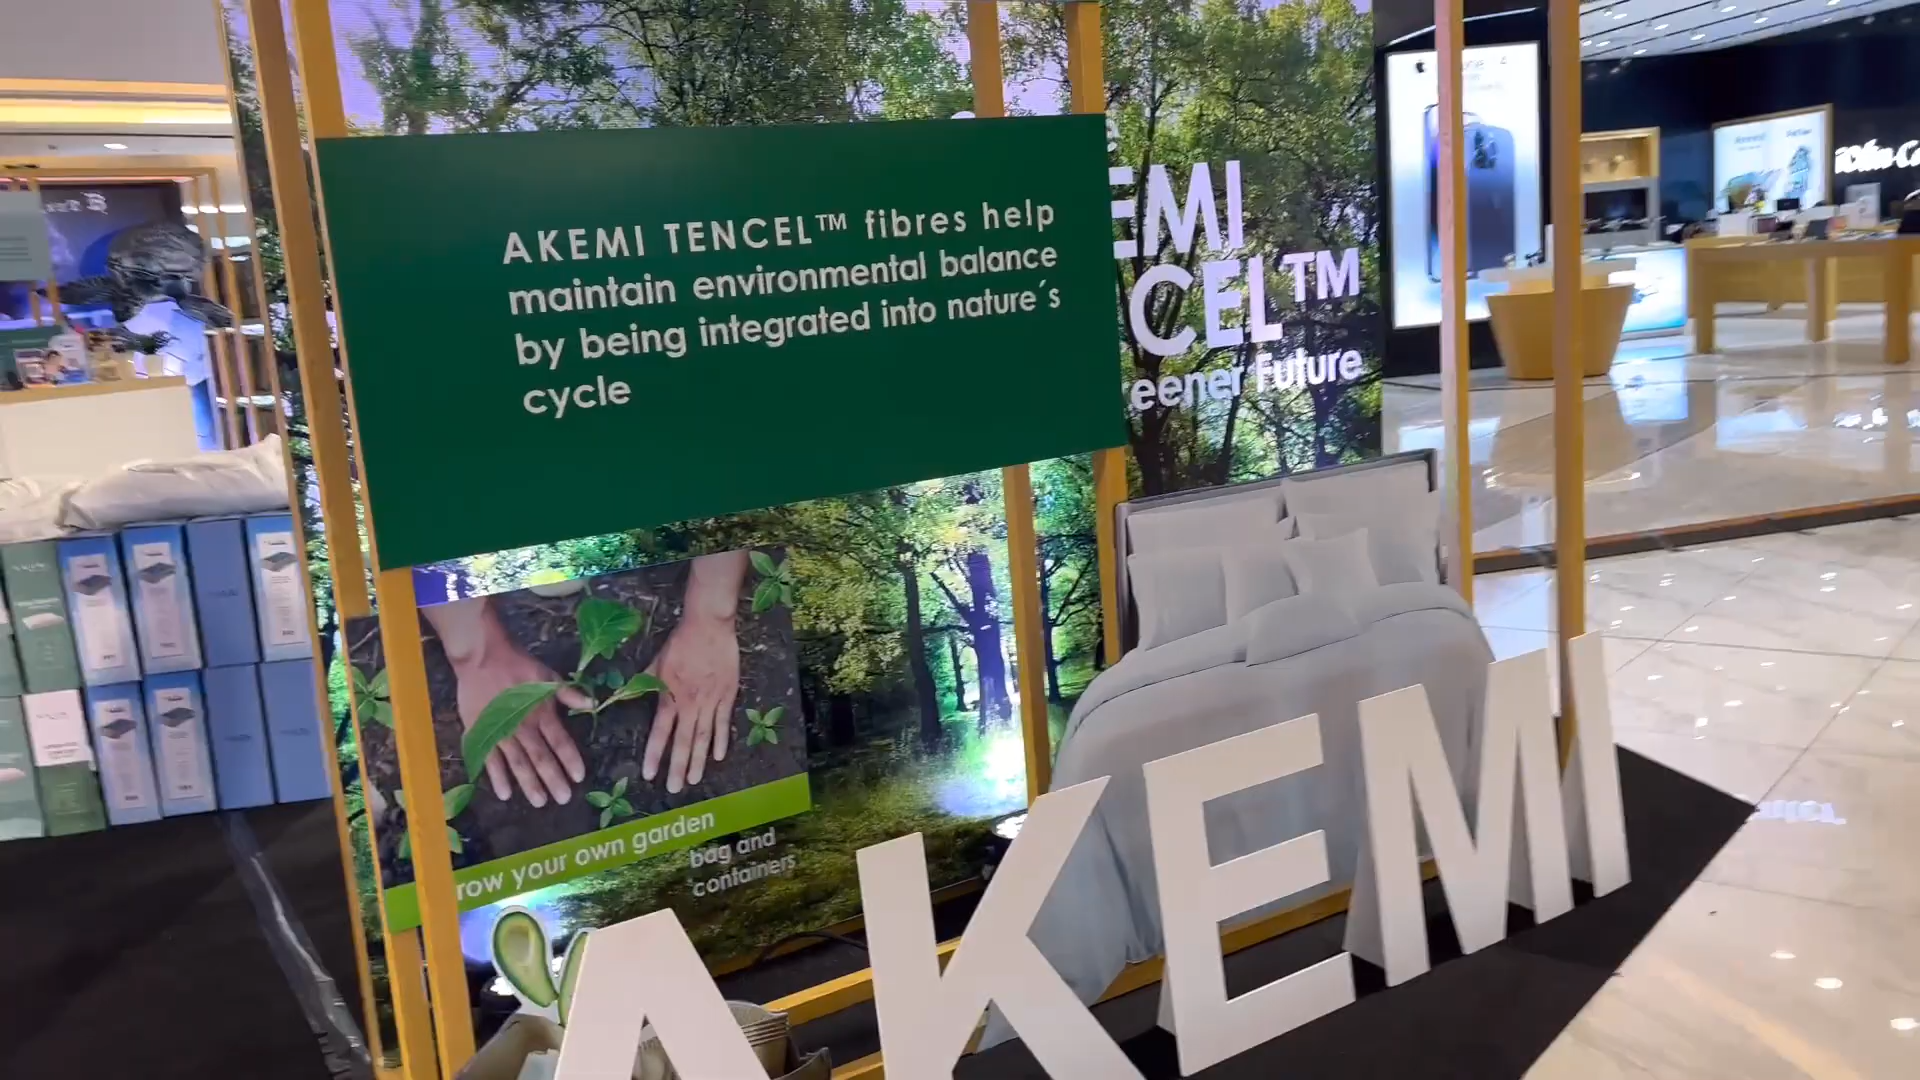 AKEMI TENCEL™ fibres help
maintain environmental balance
by being integrated into nature´s
cycle
EMI
CEL™
eener Future
row your own garden
bag and
containers
AKEMI